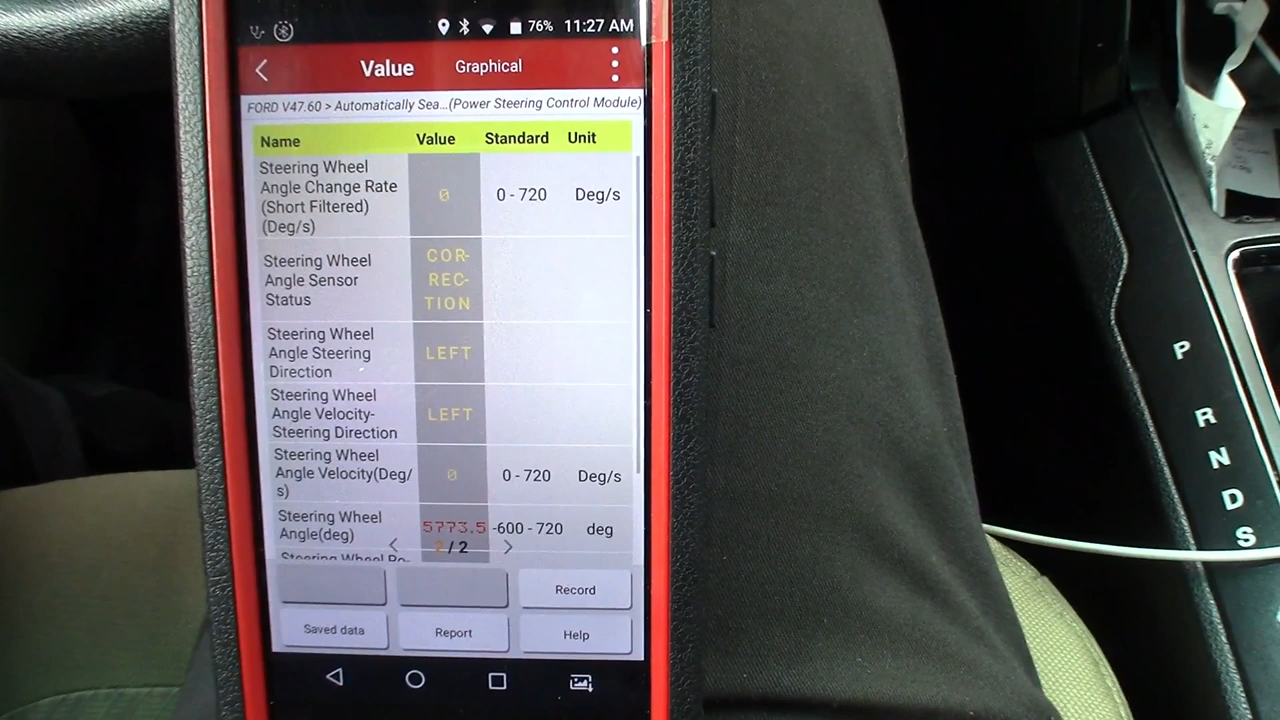 76% 11:27 AM
Value Graphical
FORD V47.60 > Automatically Sea...(Power Steering Control Module)
Name Value Standard Unit
Steering Wheel
Angle Change Rate
(Short Filtered)
(Deg/s)
0 0 - 720 Deg/s
Steering Wheel
Angle Sensor
Status
COR-
REC-
TION
Steering Wheel
Angle Steering
Direction
LEFT
Steering Wheel
Angle Velocity-
Steering Direction
LEFT
Steering Wheel
Angle Velocity(Deg/
s)
0 0 - 720 Deg/s
Steering Wheel
Angle(deg)
5773.5 -600 - 720 deg
< 2 / 2 >
Steering Wheel Po-
Record
Saved data Report Help
P
R
N
D
S